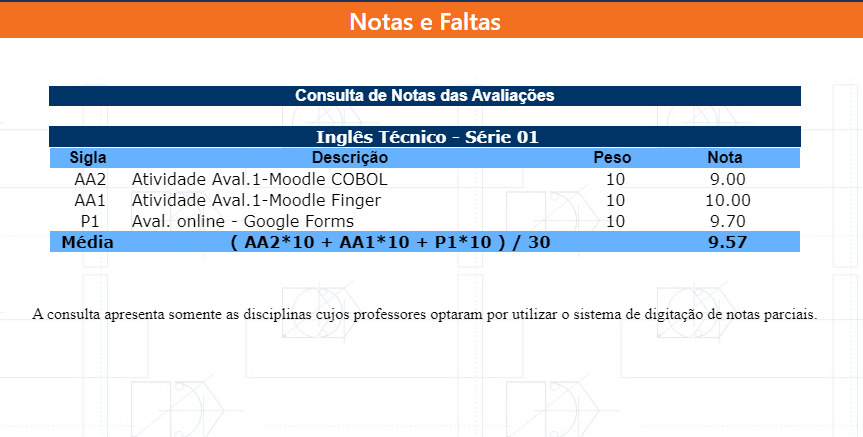 Notas e Faltas
Consulta de Notas das Avaliações
Inglês Técnico - Série 01
Sigla Descrição Peso Nota
AA2 Atividade Aval.1-Moodle COBOL 10 9.00
AA1 Atividade Aval.1-Moodle Finger 10 10.00
P1 Aval. online - Google Forms 10 9.70
Média ( AA2*10 + AA1*10 + P1*10 ) / 30 9.57
A consulta apresenta somente as disciplinas cujos professores optaram por utilizar o sistema de digitação de notas parciais.